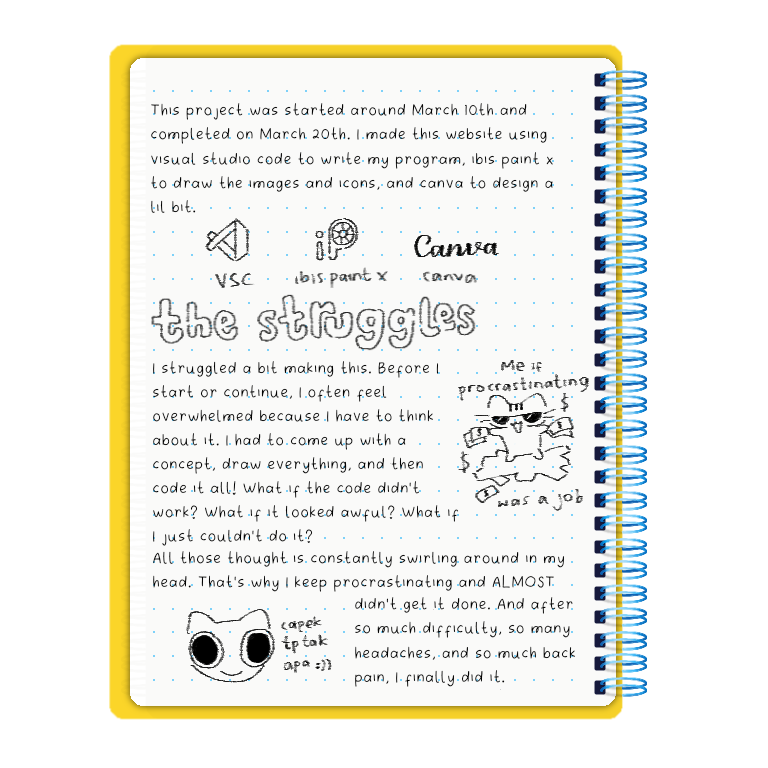 This project was started around March 10th and
completed on March 20th. I made this website using
visual studio code to write my program, ibis paint x
to draw the images and icons, and canva to design a
lil bit.
iP
Canva
VSC
ibis paint x
canva
the struggles
I struggled a bit making this. Before I
start or continue, I often feel
overwhelmed because I have to think
about it. I had to come up with a
concept, draw everything, and then
code it all! What if the code didn't
work? What if it looked awful? What if
I just couldn't do it?
Me if
procrastinating
$
$
was a job
All those thought is constantly swirling around in my
head. That's why I keep procrastinating and ALMOST
didn't get it done. And after
so much difficulty, so many
headaches, and so much back
pain, I finally did it.
capek
tp tak
apa :))